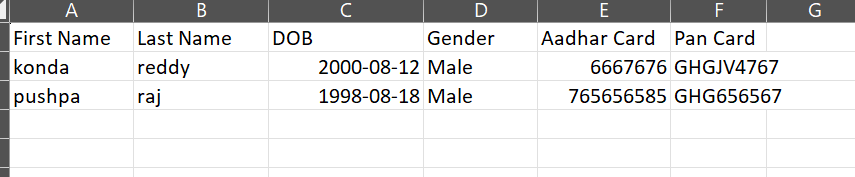 A B C D E F G
First Name Last Name DOB Gender Aadhar Card Pan Card
konda reddy 2000-08-12 Male 6667676 GHGJV4767
pushpa raj 1998-08-18 Male 765656585 GHG656567